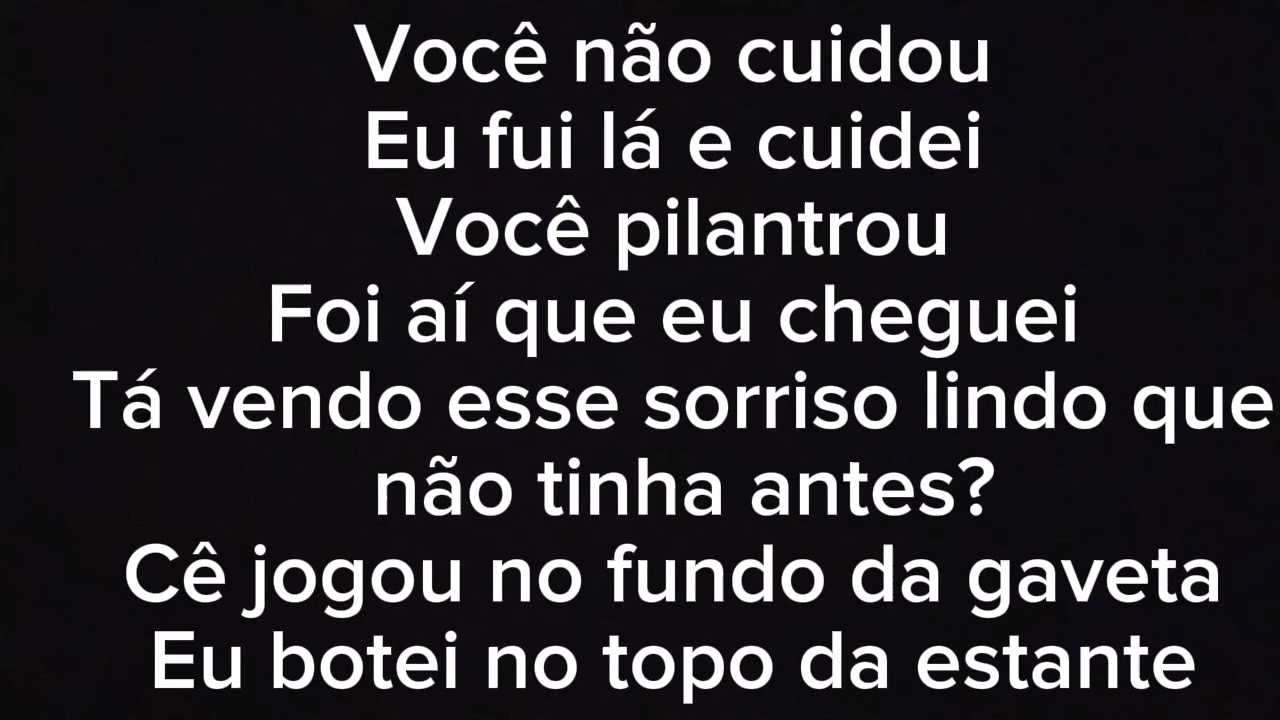 Você não cuidou
Eu fui lá e cuidei
Você pilantrou
Foi aí que eu cheguei
Tá vendo esse sorriso lindo que
não tinha antes?
Cê jogou no fundo da gaveta
Eu botei no topo da estante